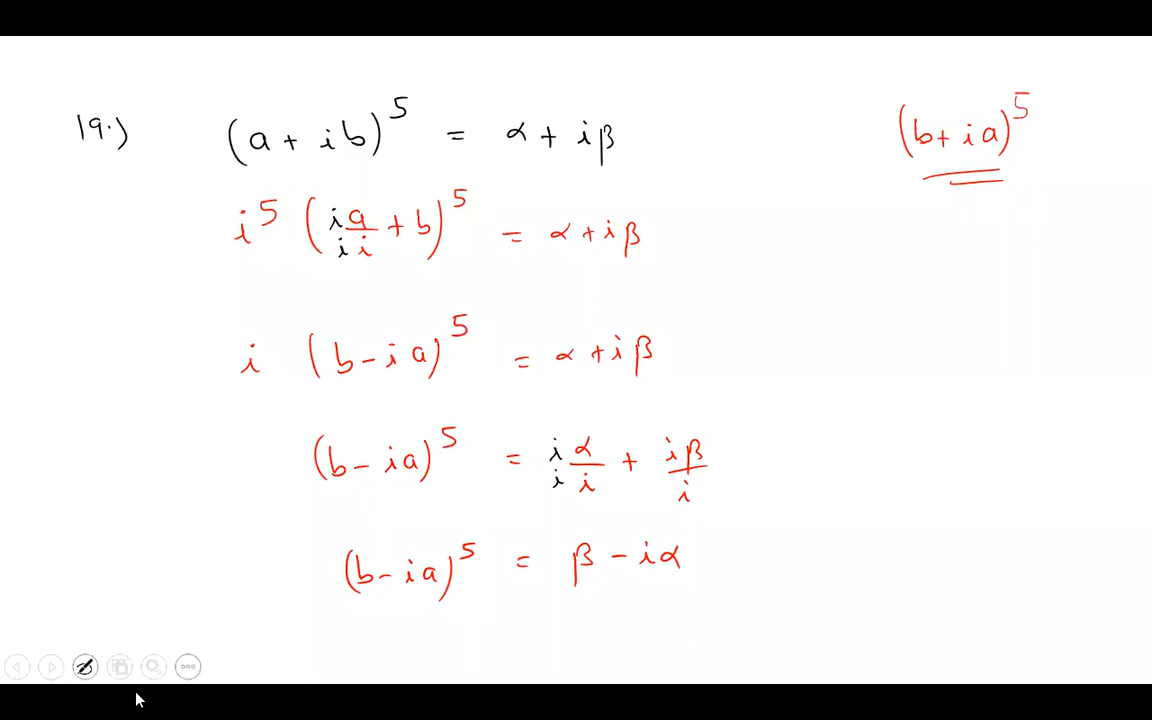 19.) (a + ib)^5 = α + iβ (b + ia)^5
i^5 (i a/i i + b)^5 = α + iβ
i (b - ia)^5 = α + iβ
(b - ia)^5 = i α/i i + iβ/i
(b - ia)^5 = β - iα